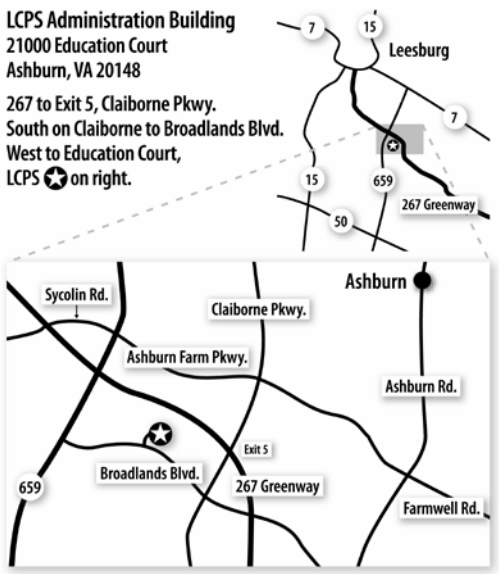 LCPS Administration Building
21000 Education Court
Ashburn, VA 20148
267 to Exit 5, Claiborne Pkwy.
South on Claiborne to Broadlands Blvd.
West to Education Court,
LCPS on right.
7
15
Leesburg
7
15
659
267 Greenway
50
Ashburn
Sycolin Rd.
Claiborne Pkwy.
Ashburn Farm Pkwy.
Ashburn Rd.
Exit 5
Broadlands Blvd.
659
267 Greenway
Farmwell Rd.